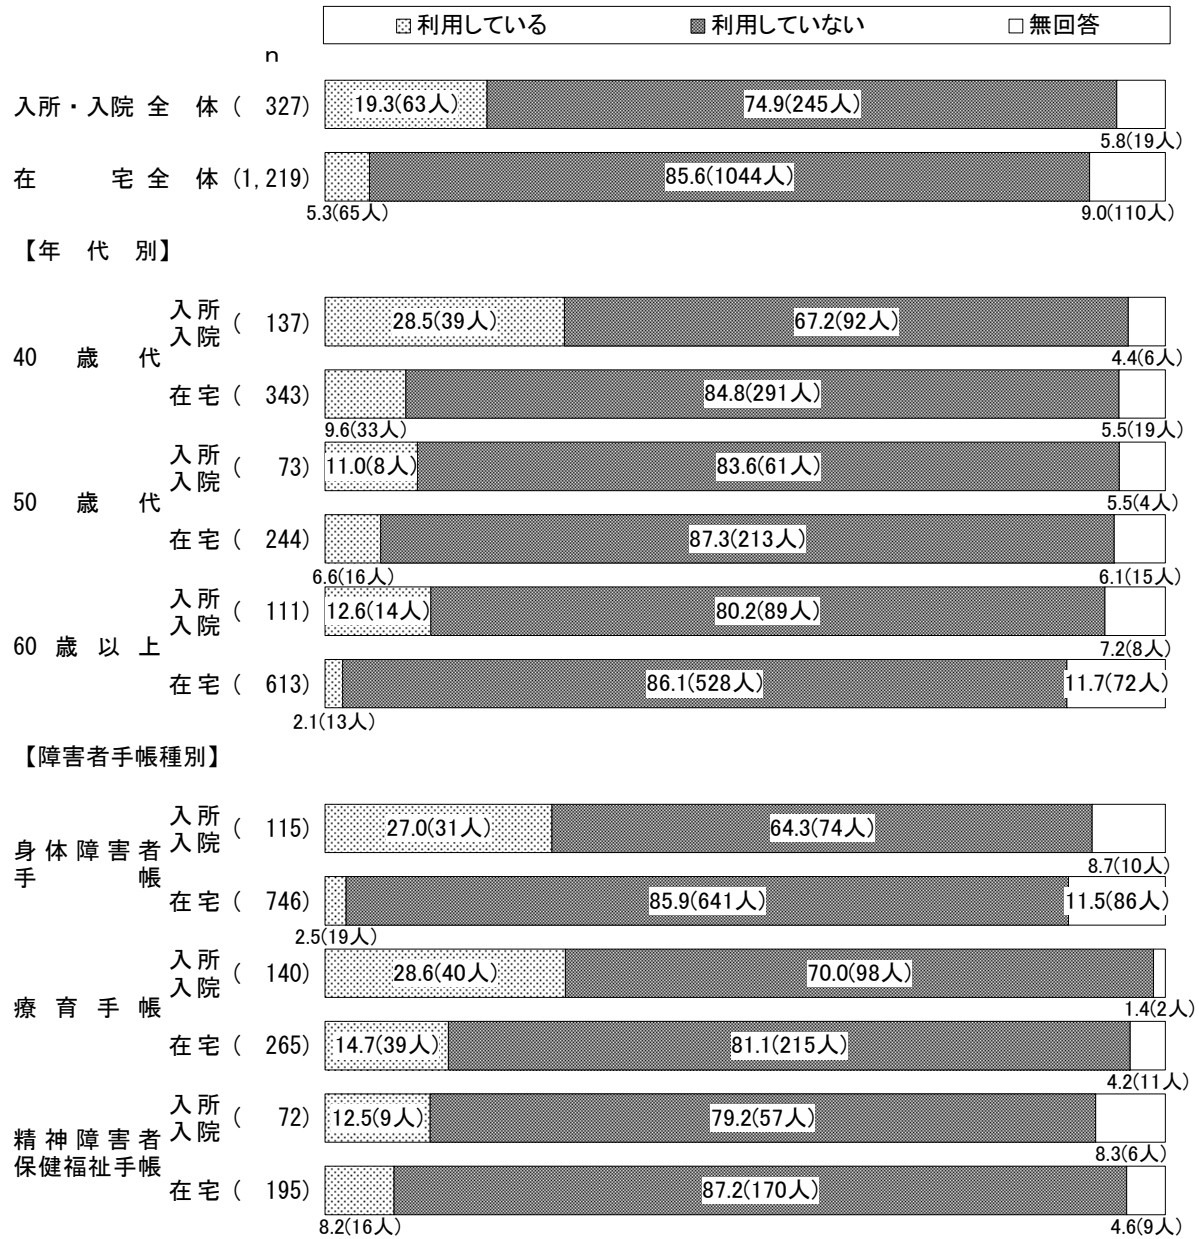 利用している 利用していない 無回答
n
入所・入院 全 体 ( 327) 19.3(63人) 74.9(245人)
5.8(19人)
在 宅 全 体 (1,219) 85.6(1044人)
5.3(65人) 9.0(110人)
【年 代 別】
40 歳 代
入所
入院 ( 137) 28.5(39人) 67.2(92人)
4.4(6人)
在宅 ( 343) 84.8(291人)
9.6(33人) 5.5(19人)
50 歳 代
入所
入院 ( 73) 11.0(8人) 83.6(61人)
5.5(4人)
在宅 ( 244) 87.3(213人)
6.6(16人) 6.1(15人)
60 歳 以 上
入所
入院 ( 111) 12.6(14人) 80.2(89人)
7.2(8人)
在宅 ( 613) 86.1(528人) 11.7(72人)
2.1(13人)
【障害者手帳種別】
身体障害者
手 帳
入所
入院 ( 115) 27.0(31人) 64.3(74人)
8.7(10人)
在宅 ( 746) 85.9(641人) 11.5(86人)
2.5(19人)
療 育 手 帳
入所
入院 ( 140) 28.6(40人) 70.0(98人)
1.4(2人)
在宅 ( 265) 14.7(39人) 81.1(215人)
4.2(11人)
精神障害者
保健福祉手帳
入所
入院 ( 72) 12.5(9人) 79.2(57人)
8.3(6人)
在宅 ( 195) 87.2(170人)
8.2(16人) 4.6(9人)